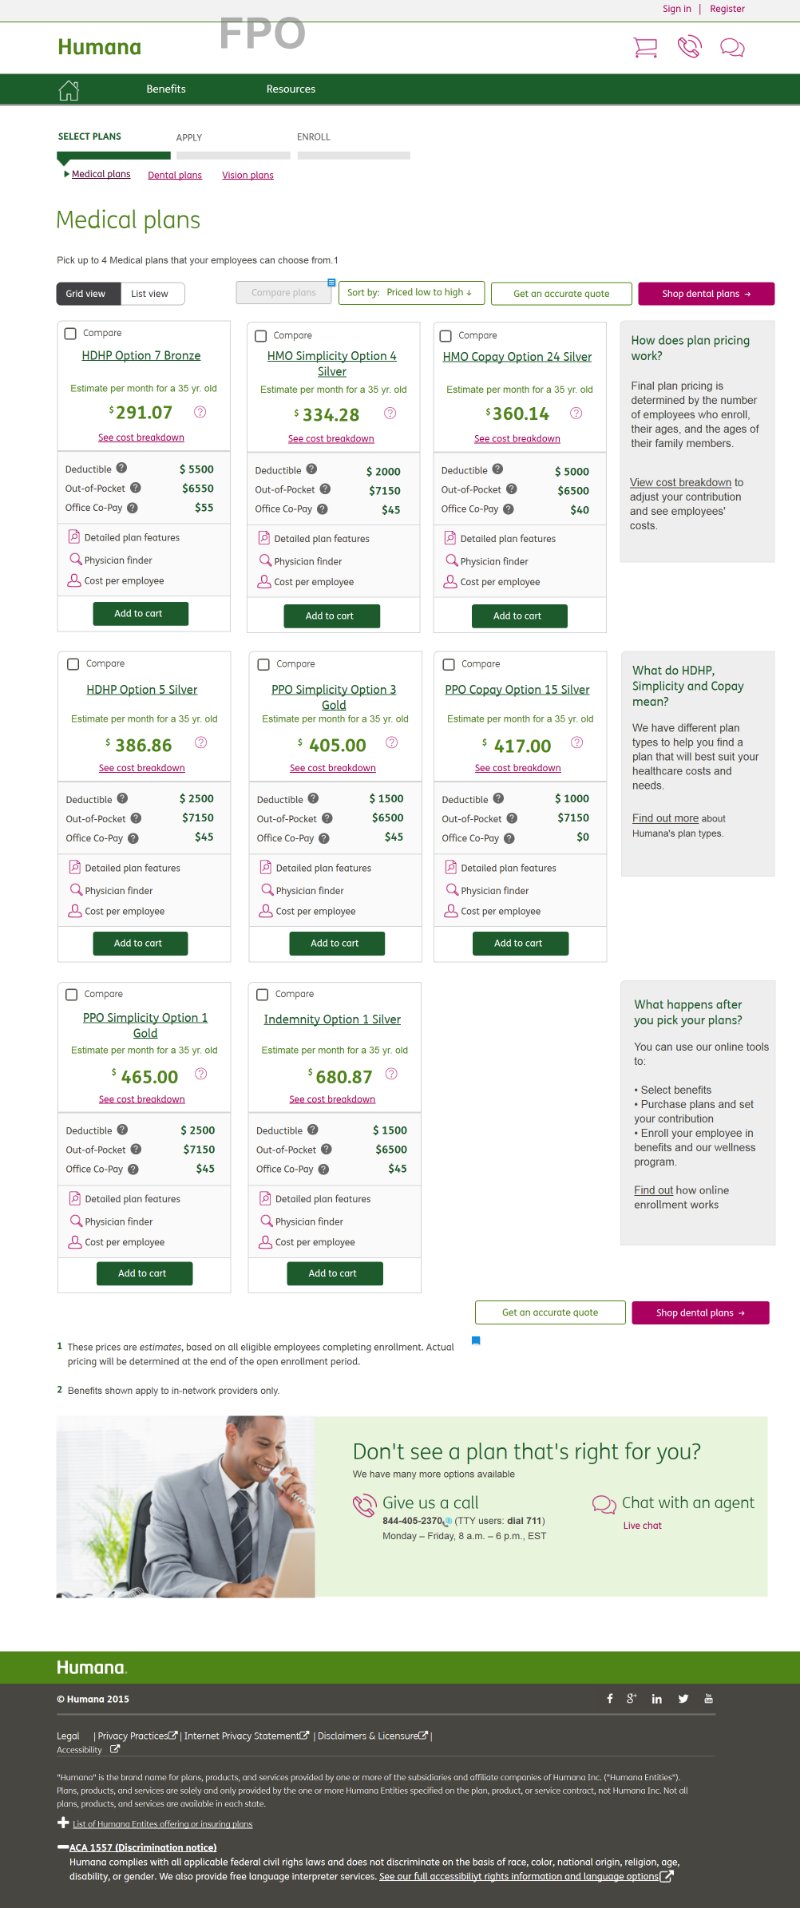 Sign in | Register
FPO
Humana
Benefits Resources
SELECT PLANS APPLY ENROLL
Medical plans Dental plans Vision plans
Medical plans
Pick up to 4 Medical plans that your employees can choose from.1
Grid view List view Compare plans Sort by: Priced low to high ↓ Get an accurate quote Shop dental plans →
Compare
HDHP Option 7 Bronze
Estimate per month for a 35 yr. old
$ 291.07 ?
See cost breakdown
Deductible ? $ 5500
Out-of-Pocket ? $6550
Office Co-Pay ? $55
Detailed plan features
Physician finder
Cost per employee
Add to cart
Compare
HMO Simplicity Option 4
Silver
Estimate per month for a 35 yr. old
$ 334.28 ?
See cost breakdown
Deductible ? $ 2000
Out-of-Pocket ? $7150
Office Co-Pay ? $45
Detailed plan features
Physician finder
Cost per employee
Add to cart
Compare
HMO Copay Option 24 Silver
Estimate per month for a 35 yr. old
$ 360.14 ?
See cost breakdown
Deductible ? $ 5000
Out-of-Pocket ? $6500
Office Co-Pay ? $40
Detailed plan features
Physician finder
Cost per employee
Add to cart
How does plan pricing
work?
Final plan pricing is
determined by the number
of employees who enroll,
their ages, and the ages of
their family members.
View cost breakdown to
adjust your contribution
and see employees'
costs.
Compare
HDHP Option 5 Silver
Estimate per month for a 35 yr. old
$ 386.86 ?
See cost breakdown
Deductible ? $ 2500
Out-of-Pocket ? $7150
Office Co-Pay ? $45
Detailed plan features
Physician finder
Cost per employee
Add to cart
Compare
PPO Simplicity Option 3
Gold
Estimate per month for a 35 yr. old
$ 405.00 ?
See cost breakdown
Deductible ? $ 1500
Out-of-Pocket ? $6500
Office Co-Pay ? $45
Detailed plan features
Physician finder
Cost per employee
Add to cart
Compare
PPO Copay Option 15 Silver
Estimate per month for a 35 yr. old
$ 417.00 ?
See cost breakdown
Deductible ? $ 1000
Out-of-Pocket ? $7150
Office Co-Pay ? $0
Detailed plan features
Physician finder
Cost per employee
Add to cart
What do HDHP,
Simplicity and Copay
mean?
We have different plan
types to help you find a
plan that will best suit your
healthcare costs and
needs.
Find out more about
Humana's plan types.
Compare
PPO Simplicity Option 1
Gold
Estimate per month for a 35 yr. old
$ 465.00 ?
See cost breakdown
Deductible ? $ 2500
Out-of-Pocket ? $7150
Office Co-Pay ? $45
Detailed plan features
Physician finder
Cost per employee
Add to cart
Compare
Indemnity Option 1 Silver
Estimate per month for a 35 yr. old
$ 680.87 ?
See cost breakdown
Deductible ? $ 1500
Out-of-Pocket ? $6500
Office Co-Pay ? $45
Detailed plan features
Physician finder
Cost per employee
Add to cart
What happens after
you pick your plans?
You can use our online tools
to:
• Select benefits
• Purchase plans and set
your contribution
• Enroll your employee in
benefits and our wellness
program.
Find out how online
enrollment works
Get an accurate quote Shop dental plans →
1 These prices are estimates, based on all eligible employees completing enrollment. Actual
pricing will be determined at the end of the open enrollment period.
2 Benefits shown apply to in-network providers only.
Don't see a plan that's right for you?
We have many more options available
Give us a call
844-405-2370 (TTY users: dial 711)
Monday – Friday, 8 a.m. – 6 p.m., EST
Chat with an agent
Live chat
Humana.
© Humana 2015
f g+ in You
Legal | Privacy Practices | Internet Privacy Statement | Disclaimers & Licensure |
Accessibility
"Humana" is the brand name for plans, products, and services provided by one or more of the subsidiaries and affiliate companies of Humana Inc. ("Humana Entities").
Plans, products, and services are solely and only provided by the one or more Humana Entities specified on the plan, product, or service contract, not Humana Inc. Not all
plans, products, and services are available in each state.
List of Humana Entites offering or insuring plans
ACA 1557 (Discrimination notice)
Humana complies with all applicable federal civil righs laws and does not discriminate on the basis of race, color, national origin, religion, age,
disability, or gender. We also provide free language interpreter services. See our full accessibiliyt rights information and language options